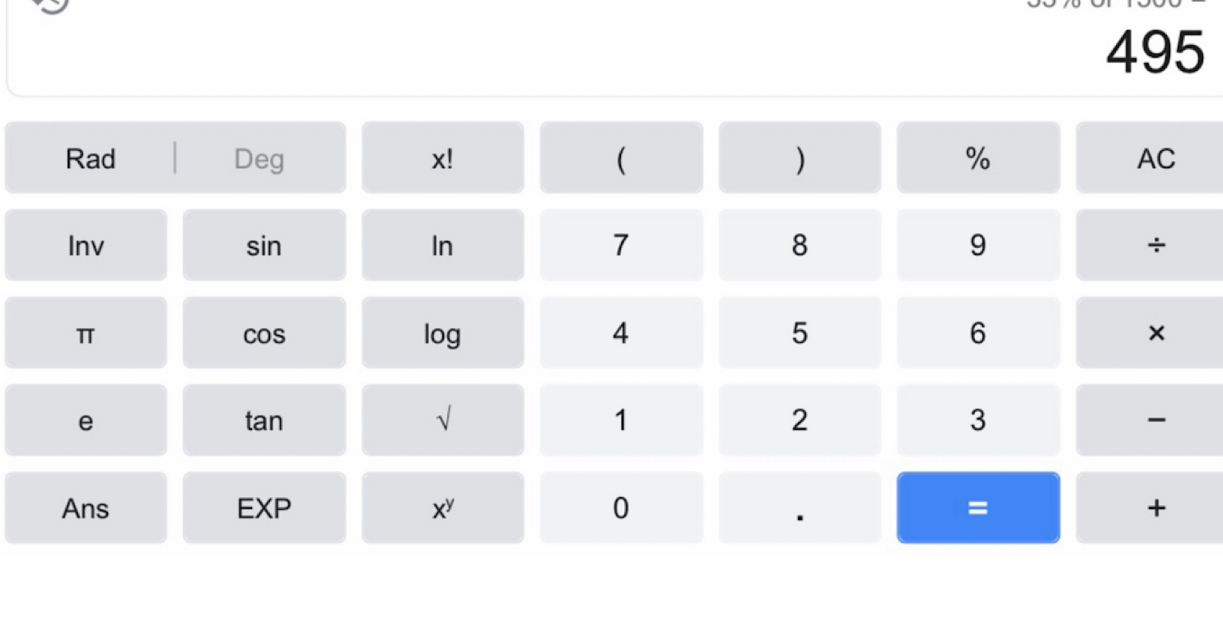 495
Rad | Deg x! ( ) % AC
Inv sin ln 7 8 9 ÷
π cos log 4 5 6 ×
e tan √ 1 2 3 −
Ans EXP xʸ 0 . = +